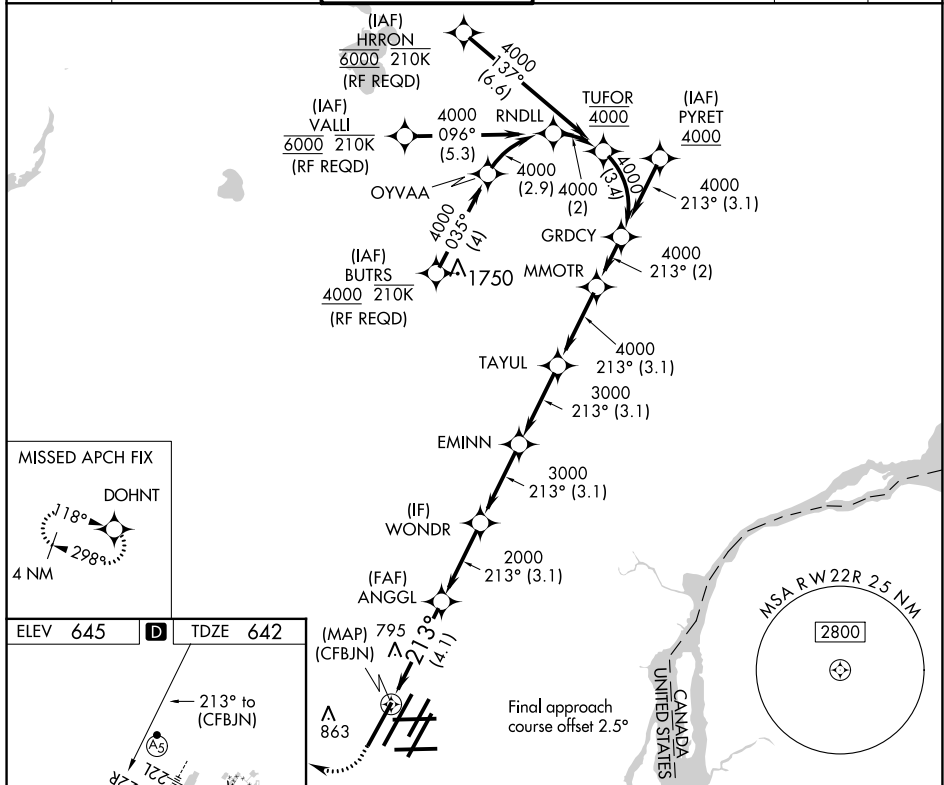 (IAF)
HRRON
6000 210K
(RF REQD)
4000
137°
(6.6)
(IAF)
VALLI
6000 210K
(RF REQD)
4000
096°
(5.3)
RNDLL
TUFOR
4000
(IAF)
PYRET
4000
OYVAA
4000
(2.9)
4000
(2)
4000
(3.4)
4000
213° (3.1)
4000
035°
(4)
(IAF)
BUTRS
4000 210K
(RF REQD)
1750
GRDCY
4000
213° (2)
MMOTR
4000
213° (3.1)
TAYUL
3000
213° (3.1)
EMINN
3000
213° (3.1)
(IF)
WONDR
2000
213° (3.1)
(FAF)
ANGGL
213°
(4.1)
(MAP)
(CFBJN)
795
863
MISSED APCH FIX
DOHNT
118°
298°
4 NM
ELEV 645 D TDZE 642
213° to
(CFBJN)
A5
22L
Final approach
course offset 2.5°
CANADA
UNITED STATES
MSA RW22R 25 NM
2800